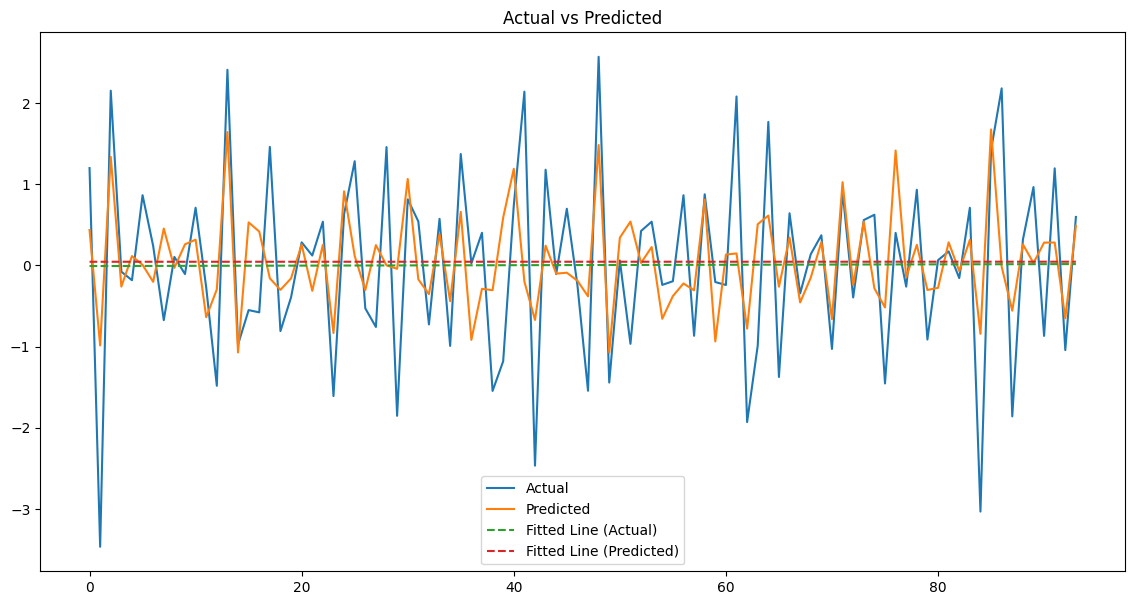 Actual vs Predicted
2
1
0
−1
−2
−3
0
20
40
60
80
Actual
Predicted
Fitted Line (Actual)
Fitted Line (Predicted)